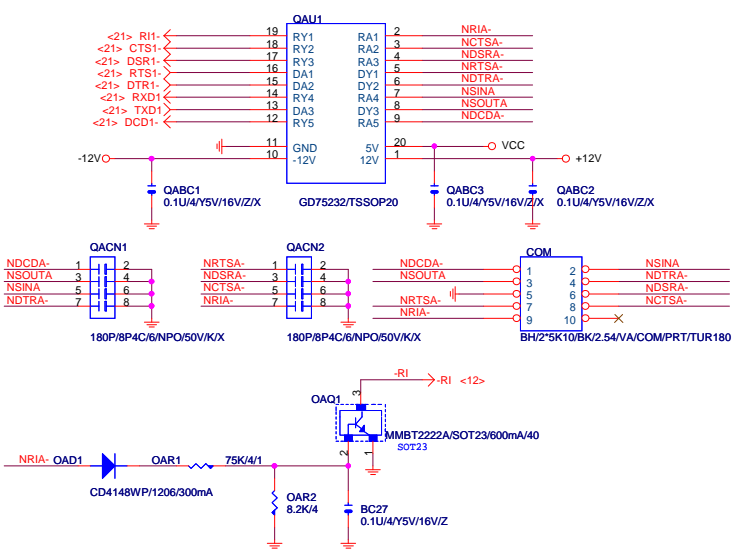 QAU1
<21> RI1- 19 RY1 RA1 2 NRIA-
<21> CTS1- 18 RY2 RA2 3 NCTSA-
<21> DSR1- 17 RY3 RA3 4 NDSRA-
<21> RTS1- 16 DA1 DY1 5 NRTSA-
<21> DTR1- 15 DA2 DY2 6 NDTRA-
<21> RXD1 14 RY4 RA4 7 NSINA
<21> TXD1 13 DA3 DY3 8 NSOUTA
<21> DCD1- 12 RY5 RA5 9 NDCDA-
11 GND 5V 20 VCC
-12V 10 -12V 12V 1 +12V
QABC1
0.1U/4/Y5V/16V/Z/X
GD75232/TSSOP20
QABC3
0.1U/4/Y5V/16V/Z/X
QABC2
0.1U/4/Y5V/16V/Z/X
QACN1
NDCDA- 1 2
NSOUTA 3 4
NSINA 5 6
NDTRA- 7 8
180P/8P4C/6/NPO/50V/K/X
QACN2
NRTSA- 1 2
NDSRA- 3 4
NCTSA- 5 6
NRIA- 7 8
180P/8P4C/6/NPO/50V/K/X
COM
NDCDA- 1 2 NSINA
NSOUTA 3 4 NDTRA-
5 6 NDSRA-
NRTSA- 7 8 NCTSA-
NRIA- 9 10
BH/2*5K10/BK/2.54/VA/COM/PRT/TUR180
-RI
-RI <12>
3
OAQ1
MMBT2222A/SOT23/600mA/40
SOT23
2 1
NRIA- OAD1 OAR1 75K/4/1
CD4148WP/1206/300mA
OAR2
8.2K/4
BC27
0.1U/4/Y5V/16V/Z